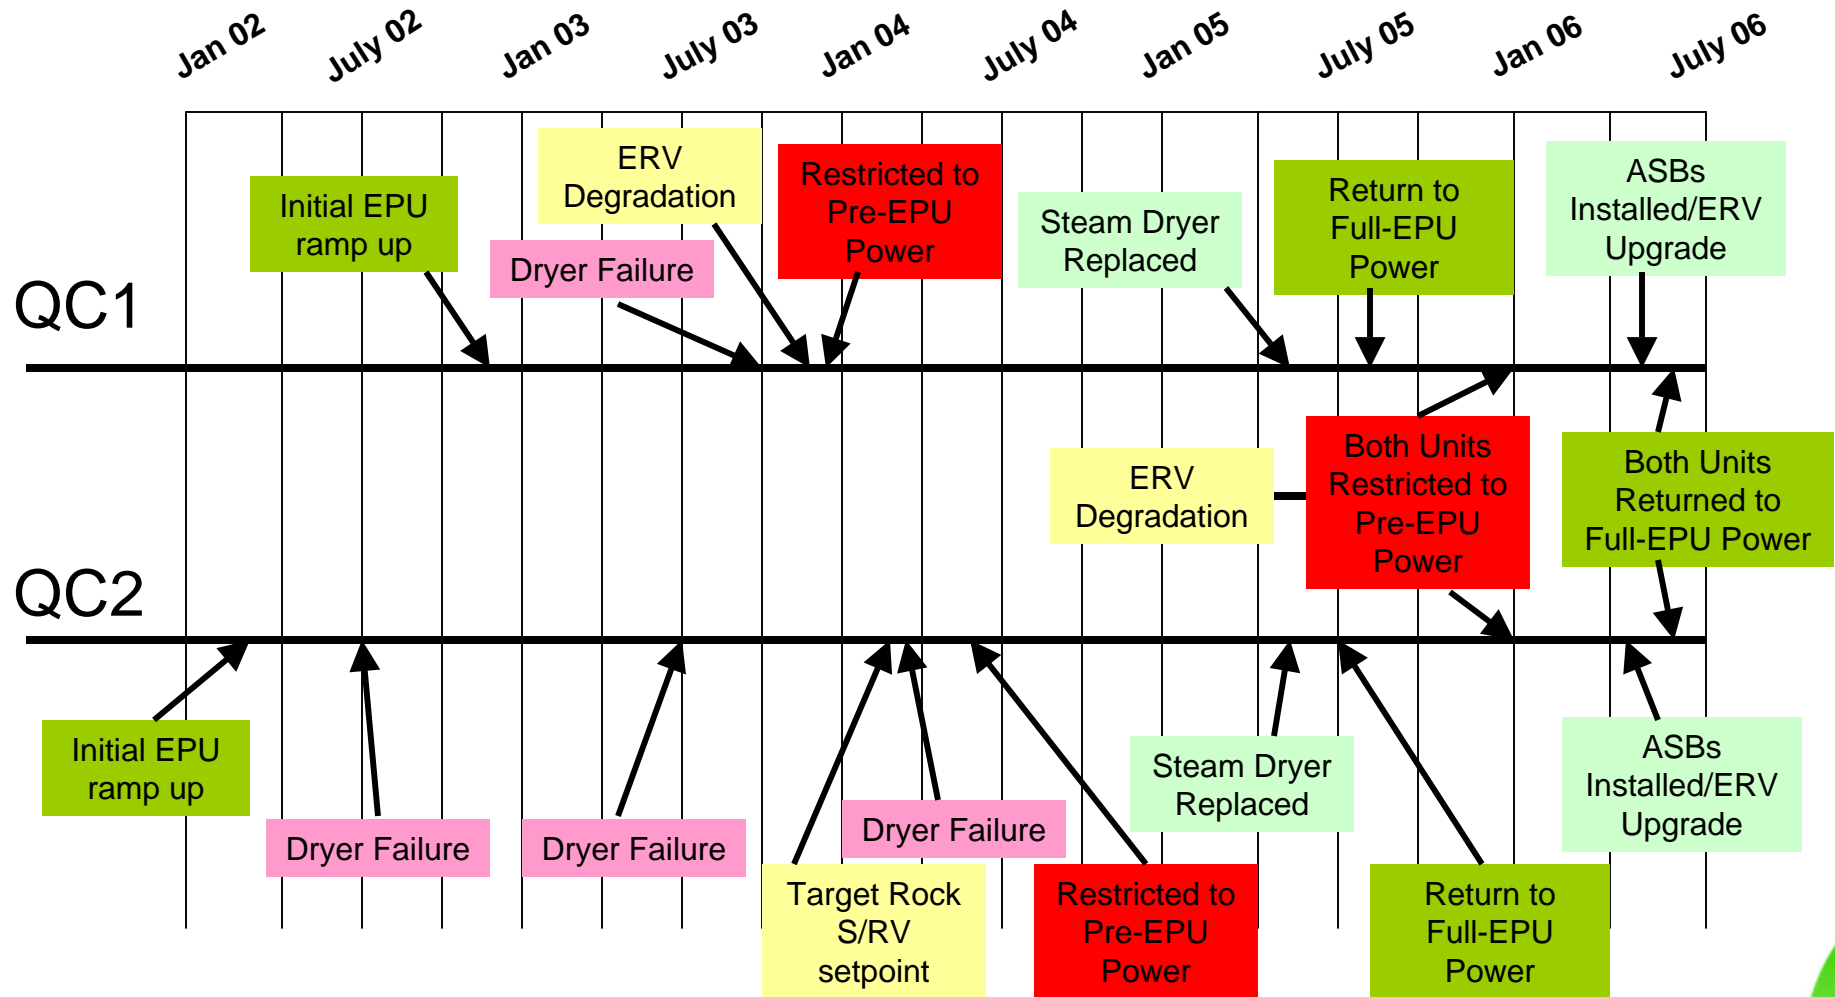 Jan 02
July 02
Jan 03
July 03
Jan 04
July 04
Jan 05
July 05
Jan 06
July 06
QC1
Initial EPU
ramp up
ERV
Degradation
Dryer Failure
Restricted to
Pre-EPU
Power
Steam Dryer
Replaced
Return to
Full-EPU
Power
ASBs
Installed/ERV
Upgrade
ERV
Degradation
Both Units
Restricted to
Pre-EPU
Power
Both Units
Returned to
Full-EPU Power
QC2
Initial EPU
ramp up
Dryer Failure
Dryer Failure
Target Rock
S/RV
setpoint
Dryer Failure
Restricted to
Pre-EPU
Power
Steam Dryer
Replaced
Return to
Full-EPU
Power
ASBs
Installed/ERV
Upgrade